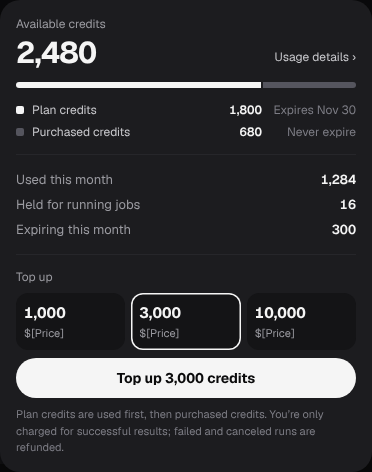 Available credits
2,480
Usage details ›
Plan credits 1,800 Expires Nov 30
Purchased credits 680 Never expire
Used this month 1,284
Held for running jobs 16
Expiring this month 300
Top up
1,000 3,000 10,000
$[Price] $[Price] $[Price]
Top up 3,000 credits
Plan credits are used first, then purchased credits. You're only
charged for successful results; failed and canceled runs are
refunded.